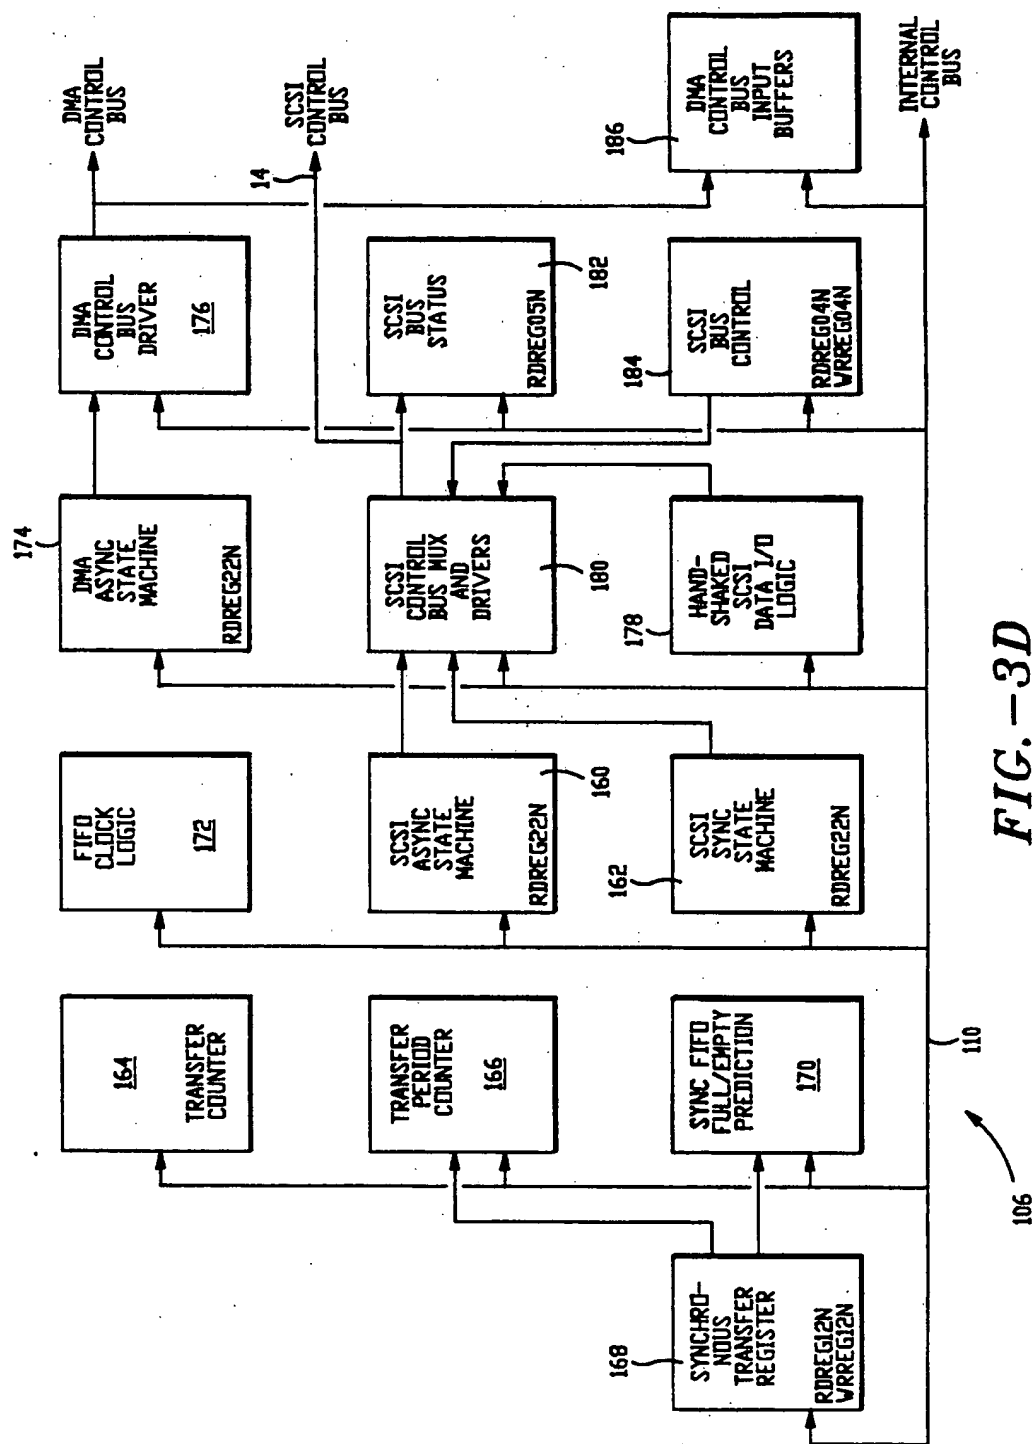 DMA
CONTROL
BUS
SCSI
CONTROL
BUS
14
174
DMA
ASYNC
STATE
MACHINE
RDREG22N
DMA
CONTROL
BUS
DRIVER
176
164
TRANSFER
COUNTER
FIFO
CLOCK
LOGIC
172
TRANSFER
PERIOD
COUNTER
166
SCSI
ASYNC
STATE
MACHINE
RDREG22N
160
SCSI
CONTROL
BUS MUX
AND
DRIVERS
180
SCSI
BUS
STATUS
RDREG05N
182
168
SYNCHRO-
NOUS
TRANSFER
REGISTER
RDREG12N
WRREG12N
SYNC FIFO
FULL/EMPTY
PREDICTION
170
162
SCSI
SYNC
STATE
MACHINE
RDREG22N
178
HAND-
SHAKED
SCSI
DATA I/O
LOGIC
184
SCSI
BUS
CONTROL
RDREG04N
WRREG04N
186
DMA
CONTROL
BUS
INPUT
BUFFERS
INTERNAL
CONTROL
BUS
110
106
FIG.-3D